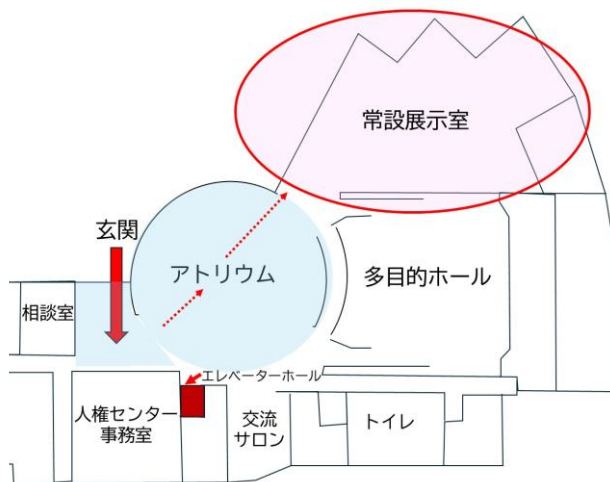 常設展示室
玄関
アトリウム
多目的ホール
相談室
エレベーターホール
人権センター
事務室
交流
サロン
トイレ